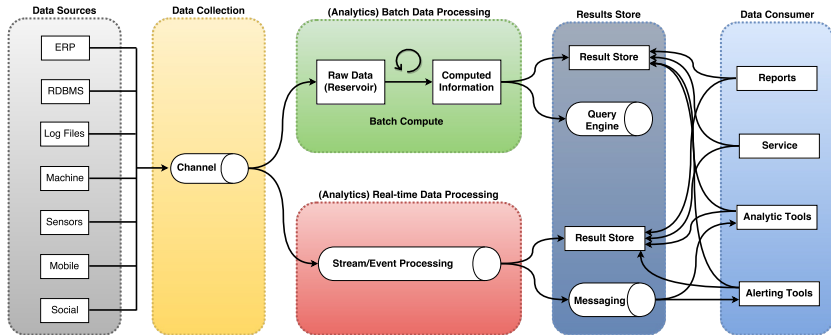 Data Sources
ERP
RDBMS
Log Files
Machine
Sensors
Mobile
Social
Data Collection
Channel
(Analytics) Batch Data Processing
Raw Data
(Reservoir)
Computed
Information
Batch Compute
(Analytics) Real-time Data Processing
Stream/Event Processing
Results Store
Result Store
Query
Engine
Result Store
Messaging
Data Consumer
Reports
Service
Analytic Tools
Alerting Tools